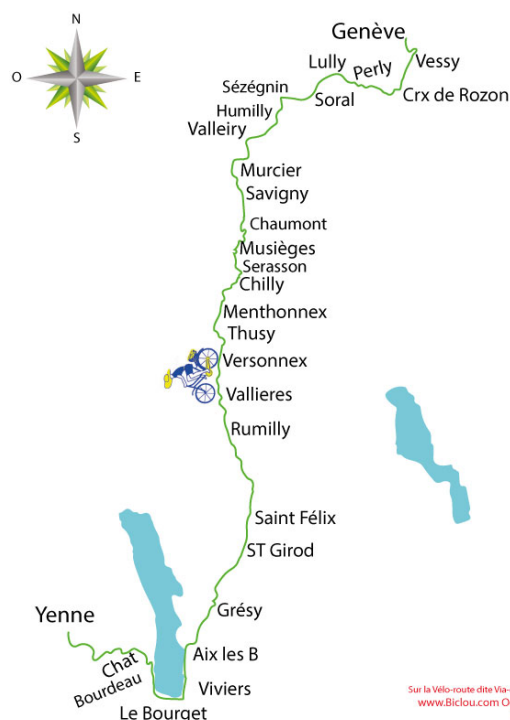 N
O
E
S
Genève
Vessy
Lully
Perly
Crx de Rozon
Sézégnin
Soral
Humilly
Valleiry
Murcier
Savigny
Chaumont
Musièges
Serasson
Chilly
Menthonnex
Thusy
Versonnex
Vallieres
Rumilly
Saint Félix
ST Girod
Grésy
Yenne
Aix les B
Chat
Bourdeau
Viviers
Le Bourget
Sur la Vélo-route dite Via-
www.Biclou.com O